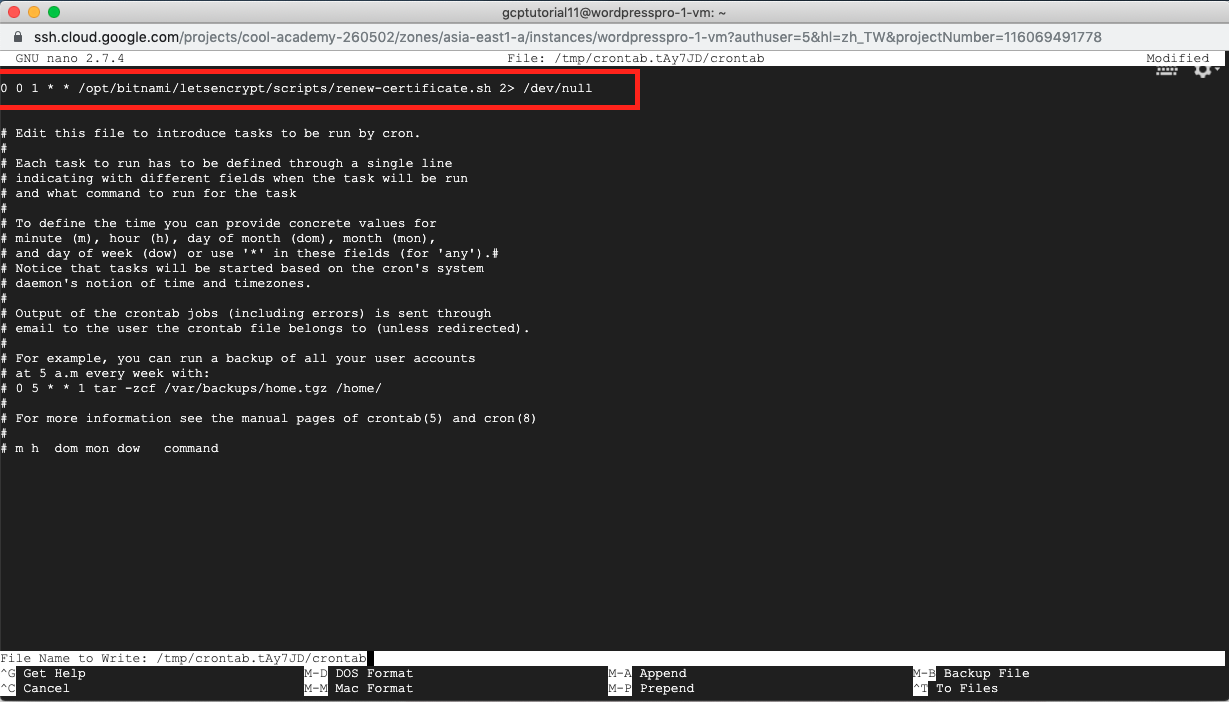 gcptutorial11@wordpresspro-1-vm: ~
ssh.cloud.google.com/projects/cool-academy-260502/zones/asia-east1-a/instances/wordpresspro-1-vm?authuser=5&hl=zh_TW&projectNumber=116069491778
GNU nano 2.7.4 File: /tmp/crontab.tAy7JD/crontab Modified
0 0 1 * * /opt/bitnami/letsencrypt/scripts/renew-certificate.sh 2> /dev/null
# Edit this file to introduce tasks to be run by cron.
#
# Each task to run has to be defined through a single line
# indicating with different fields when the task will be run
# and what command to run for the task
#
# To define the time you can provide concrete values for
# minute (m), hour (h), day of month (dom), month (mon),
# and day of week (dow) or use '*' in these fields (for 'any').#
# Notice that tasks will be started based on the cron's system
# daemon's notion of time and timezones.
#
# Output of the crontab jobs (including errors) is sent through
# email to the user the crontab file belongs to (unless redirected).
#
# For example, you can run a backup of all your user accounts
# at 5 a.m every week with:
# 0 5 * * 1 tar -zcf /var/backups/home.tgz /home/
#
# For more information see the manual pages of crontab(5) and cron(8)
#
# m h  dom mon dow   command
File Name to Write: /tmp/crontab.tAy7JD/crontab
^G Get Help M-D DOS Format M-A Append M-B Backup File
^C Cancel M-M Mac Format M-P Prepend ^T To Files